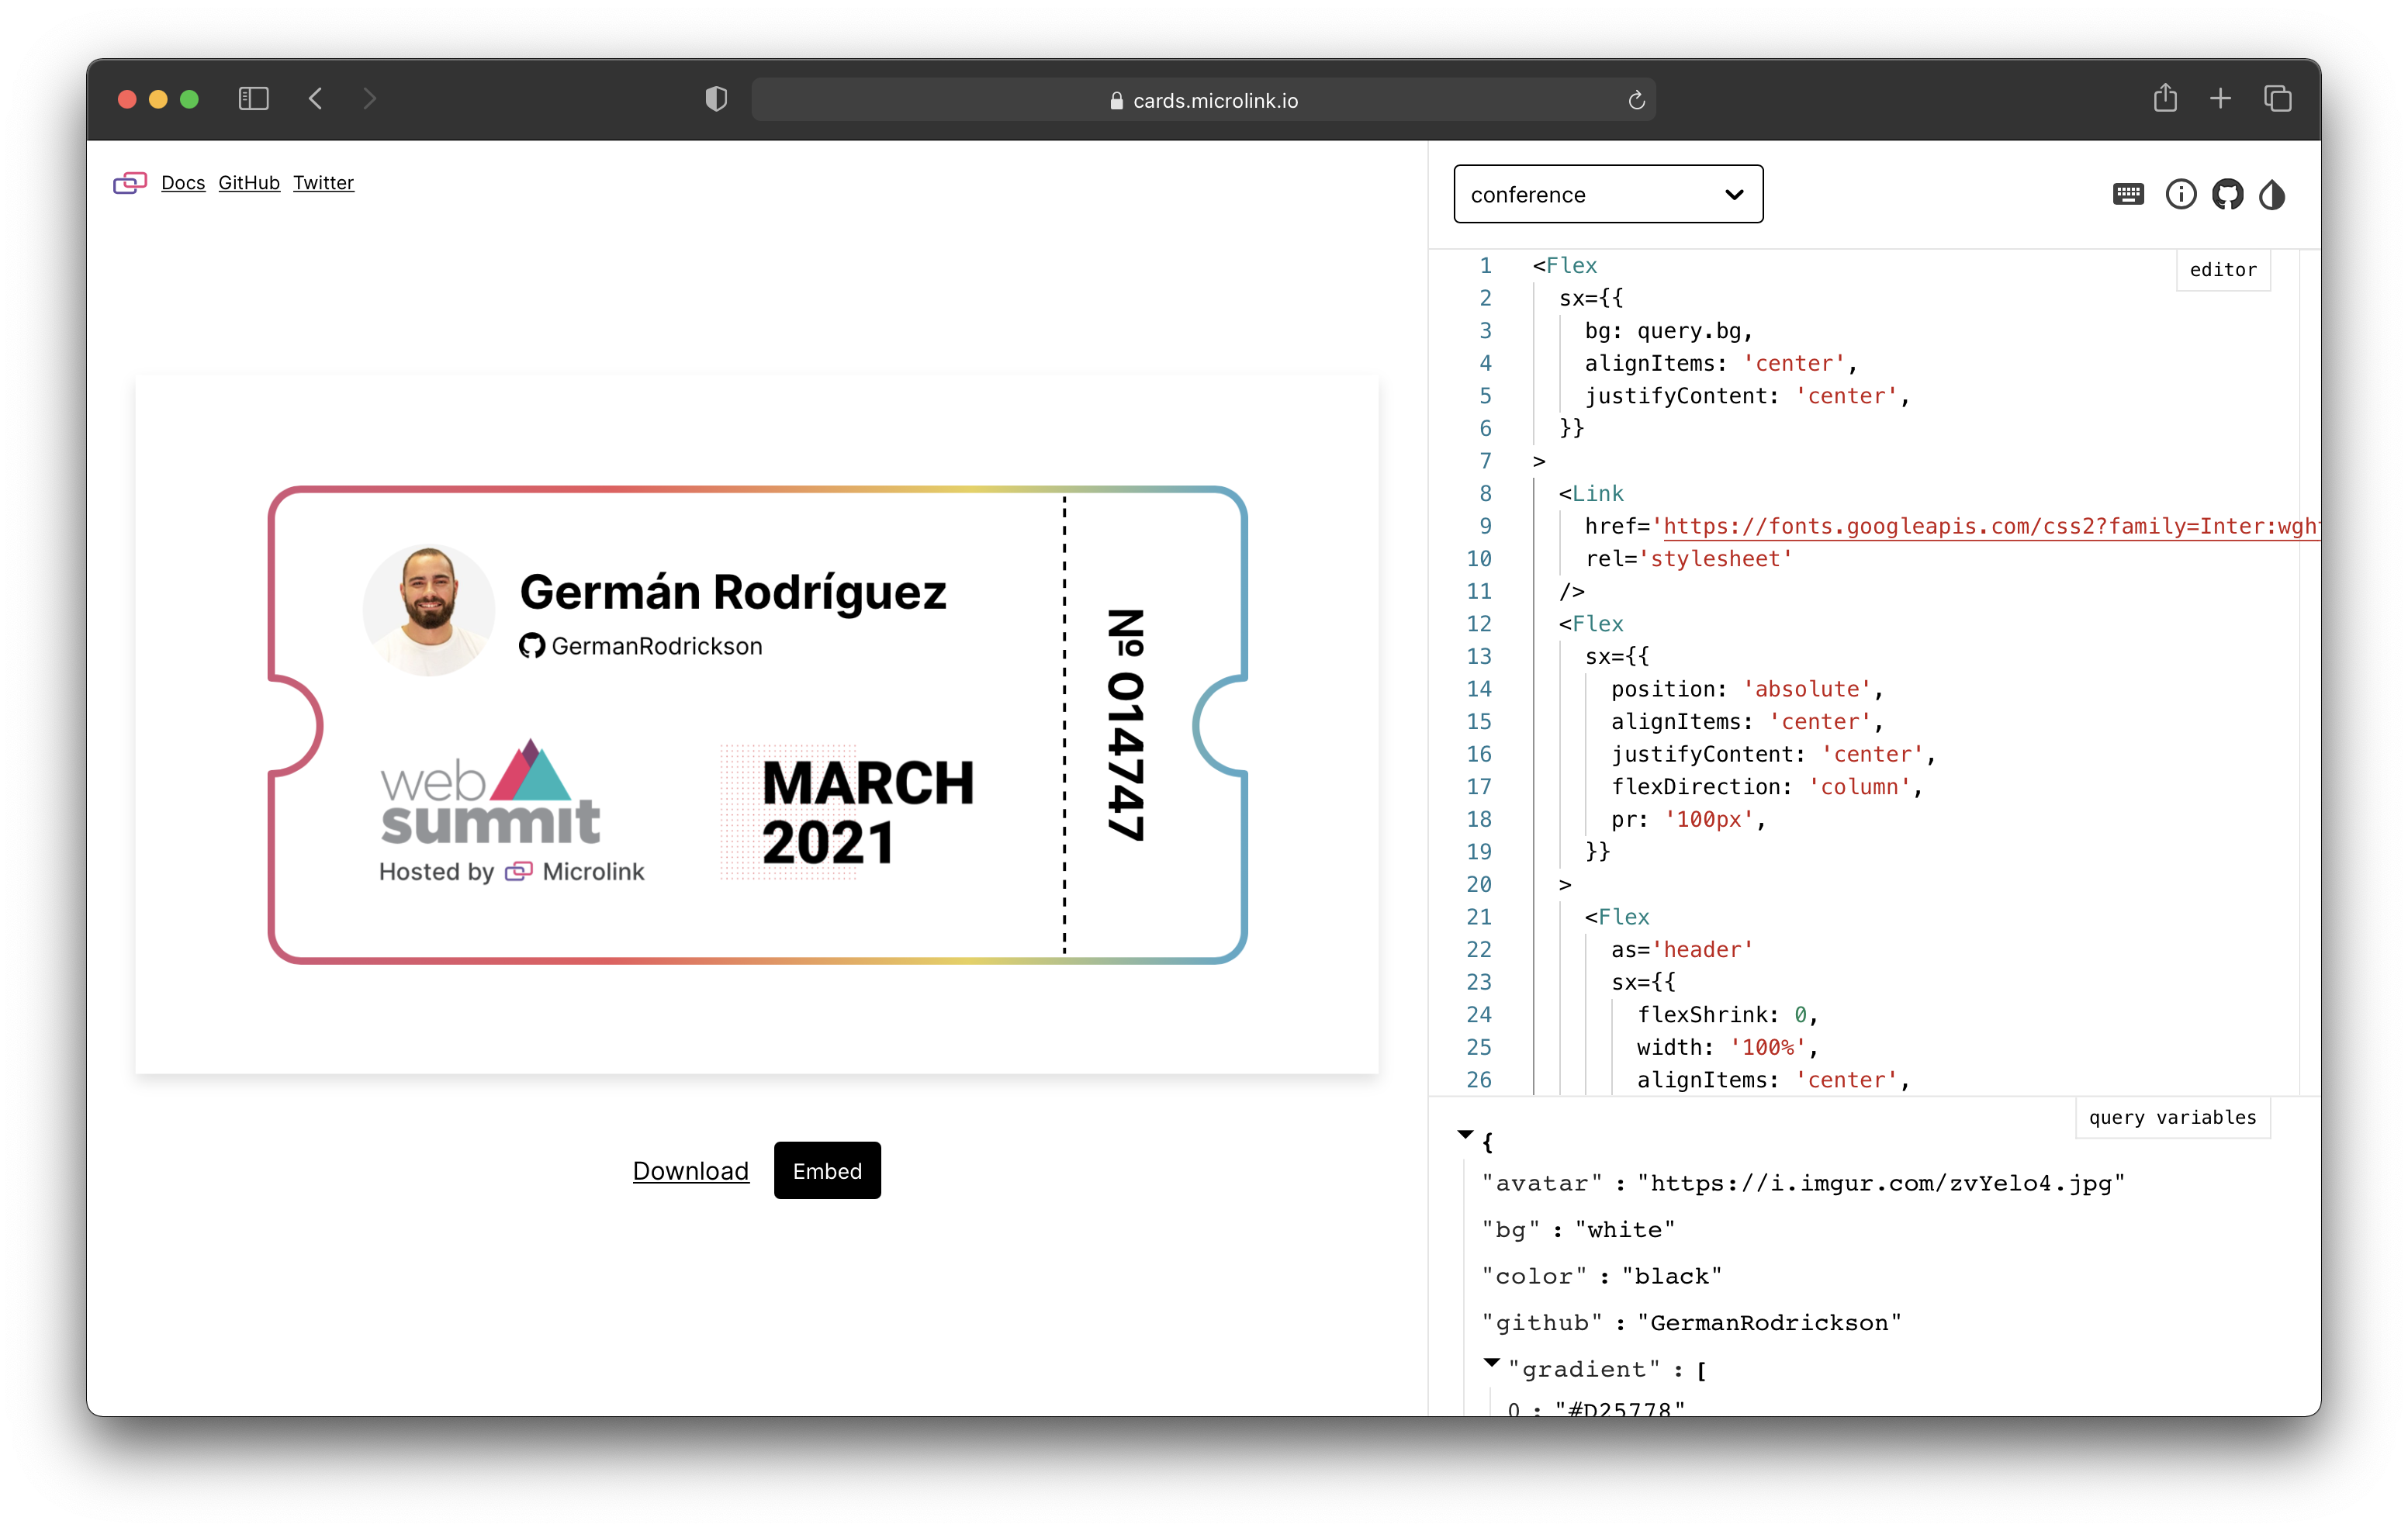 cards.microlink.io
Docs GitHub Twitter
Germán Rodríguez
GermanRodrickson
web
summit
Hosted by Microlink
MARCH
2021
Nº 014747
Download Embed
conference
editor
1 <Flex
2 sx={{
3 bg: query.bg,
4 alignItems: 'center',
5 justifyContent: 'center',
6 }}
7 >
8 <Link
9 href='https://fonts.googleapis.com/css2?family=Inter:wght
10 rel='stylesheet'
11 />
12 <Flex
13 sx={{
14 position: 'absolute',
15 alignItems: 'center',
16 justifyContent: 'center',
17 flexDirection: 'column',
18 pr: '100px',
19 }}
20 >
21 <Flex
22 as='header'
23 sx={{
24 flexShrink: 0,
25 width: '100%',
26 alignItems: 'center',
query variables
{
"avatar" : "https://i.imgur.com/zvYelo4.jpg"
"bg" : "white"
"color" : "black"
"github" : "GermanRodrickson"
"gradient" : [
0 : "#D25778"